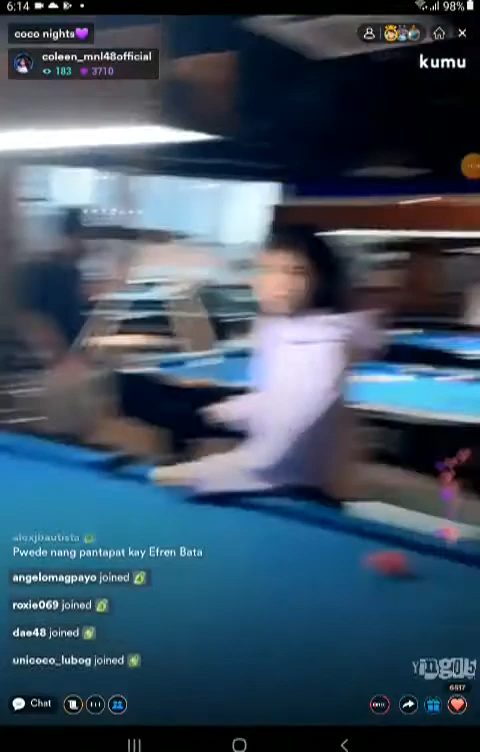 6:14
98%
coco nights💜
coleen_mnl48official
183 3710
kumu
alexjbautista
Pwede nang pantapat kay Efren Bata
angelomagpayo joined
roxie069 joined
dae48 joined
unicoco_lubog joined
6517
Chat